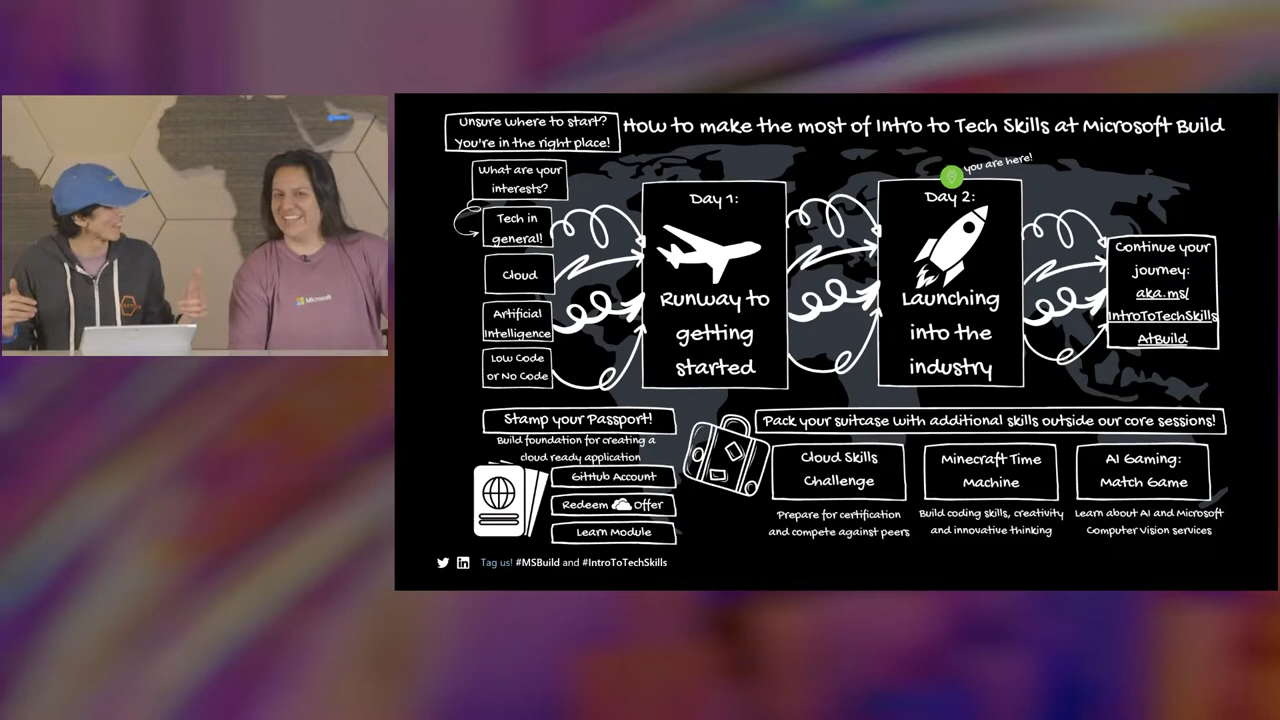 Unsure where to start?
You're in the right place!
How to make the most of Intro to Tech Skills at Microsoft Build
What are your
interests?
Tech in
general!
Cloud
Artificial
Intelligence
Low Code
or No Code
Day 1:
Runway to
getting
started
you are here!
Day 2:
Launching
into the
industry
Continue your
journey:
aka.ms/
IntroToTechSkills
AtBuild
Stamp your Passport!
Build foundation for creating a
cloud ready application
GitHub Account
Redeem Offer
Learn Module
Pack your suitcase with additional skills outside our core sessions!
Cloud Skills
Challenge
Prepare for certification
and compete against peers
Minecraft Time
Machine
Build coding skills, creativity
and innovative thinking
AI Gaming:
Match Game
Learn about AI and Microsoft
Computer Vision services
Tag us! #MSBuild and #IntroToTechSkills
Microsoft